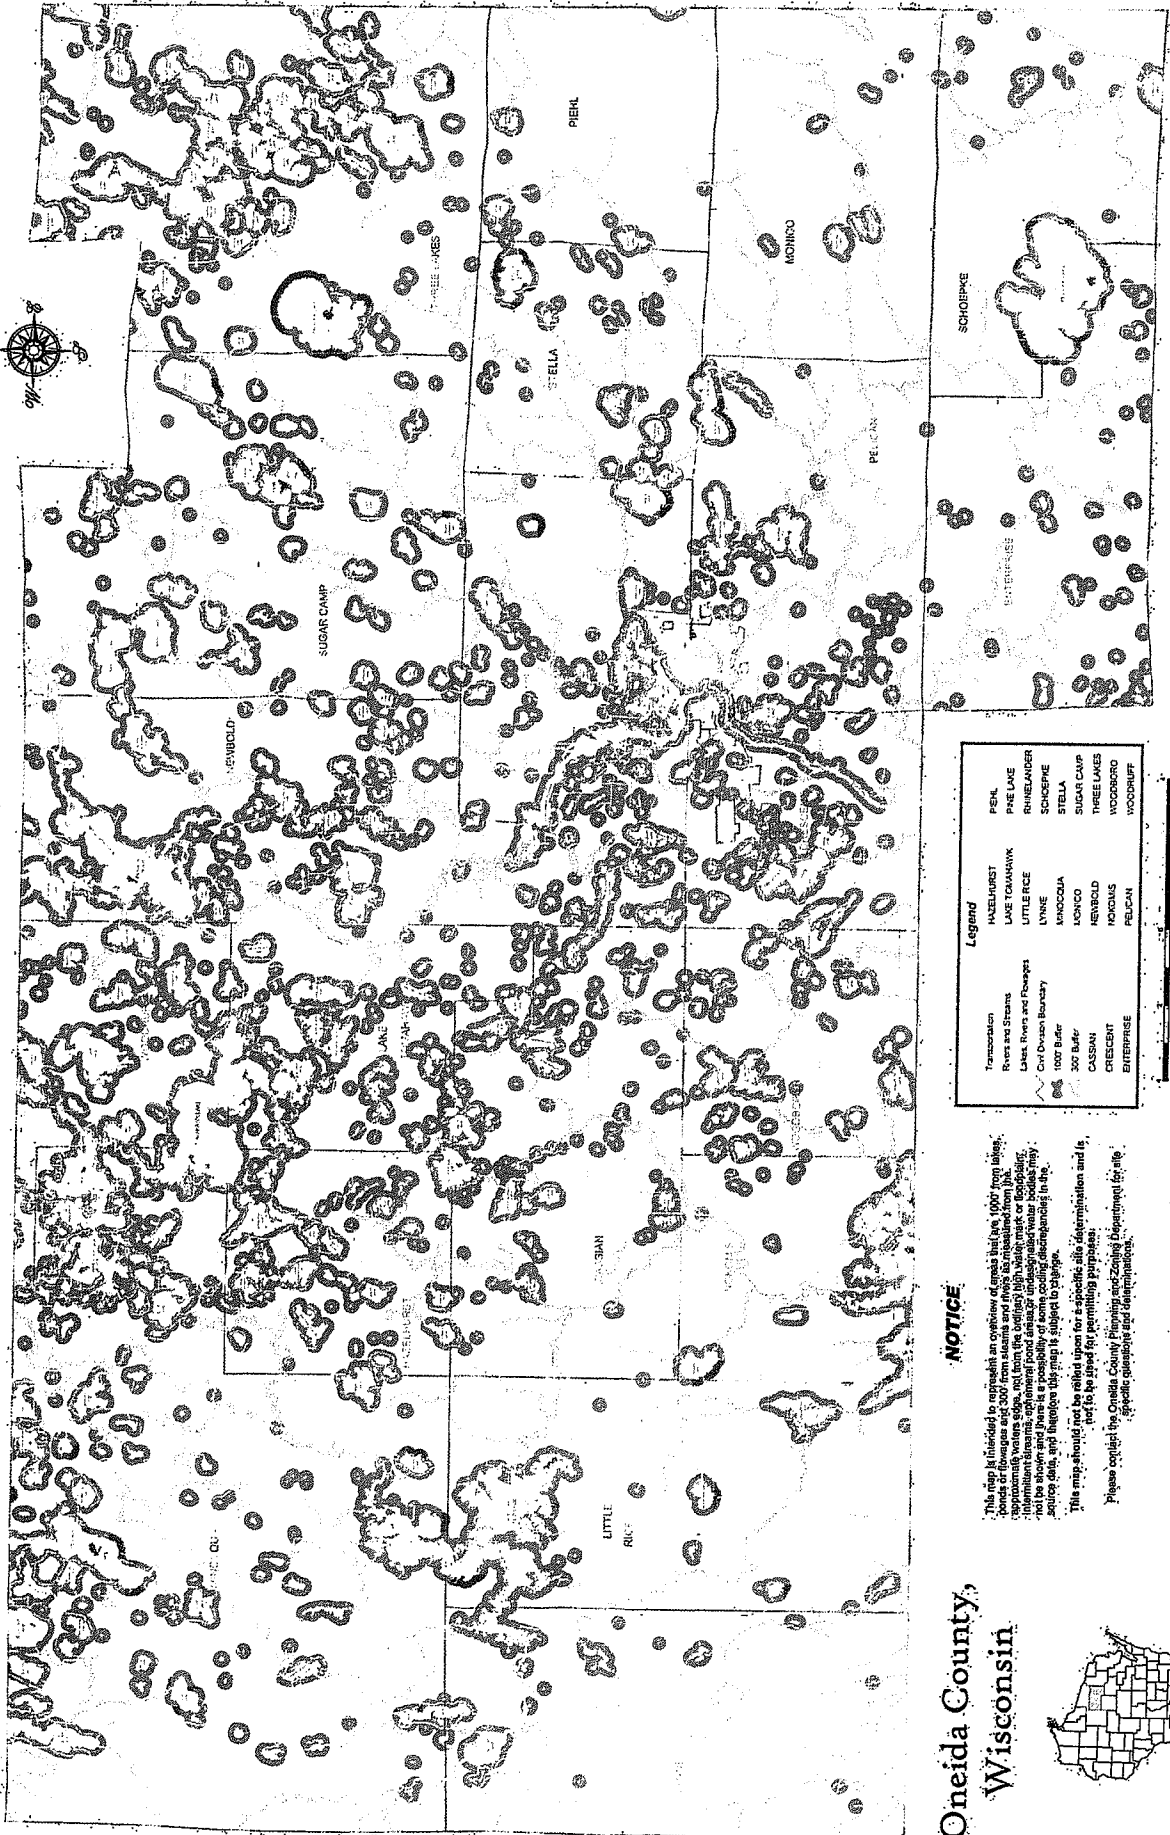 PIEHL
MONICO
SCHOEPKE
STELLA
SUGAR CAMP
PELICAN
ENTERPRISE
NEWBOLD
LAKE
LITTLE
Oneida County,
Wisconsin
NOTICE
This map is intended to represent an overview of areas that are 1000' from lakes,
ponds or flowages and 300' from steams and rivers as measured from the
approximate waters edge, not from the ordinary high water mark or floodplain.
Intermittent streams, ephemeral pond areas or undesignated water bodies may
not be shown and there is a possibility of some coding discrepancies in the
source data, and therefore this map is subject to change.
This map should not be relied upon for a specific site determination and is
not to be used for permitting purposes.
Please contact the Oneida County Planning and Zoning Department for site
specific questions and determinations.
Legend
Transportation
Rivers and Streams
Lakes, Rivers and Flowages
Civil Division Boundary
1000' Buffer
300' Buffer
CASSIAN
CRESCENT
ENTERPRISE
HAZELHURST
LAKE TOMAHAWK
LITTLE RICE
LYNNE
MINOCQUA
MONICO
NEWBOLD
NOKOMIS
PELICAN
PIEHL
PINE LAKE
RHINELANDER
SCHOEPKE
STELLA
SUGAR CAMP
THREE LAKES
WOODBORO
WOODRUFF